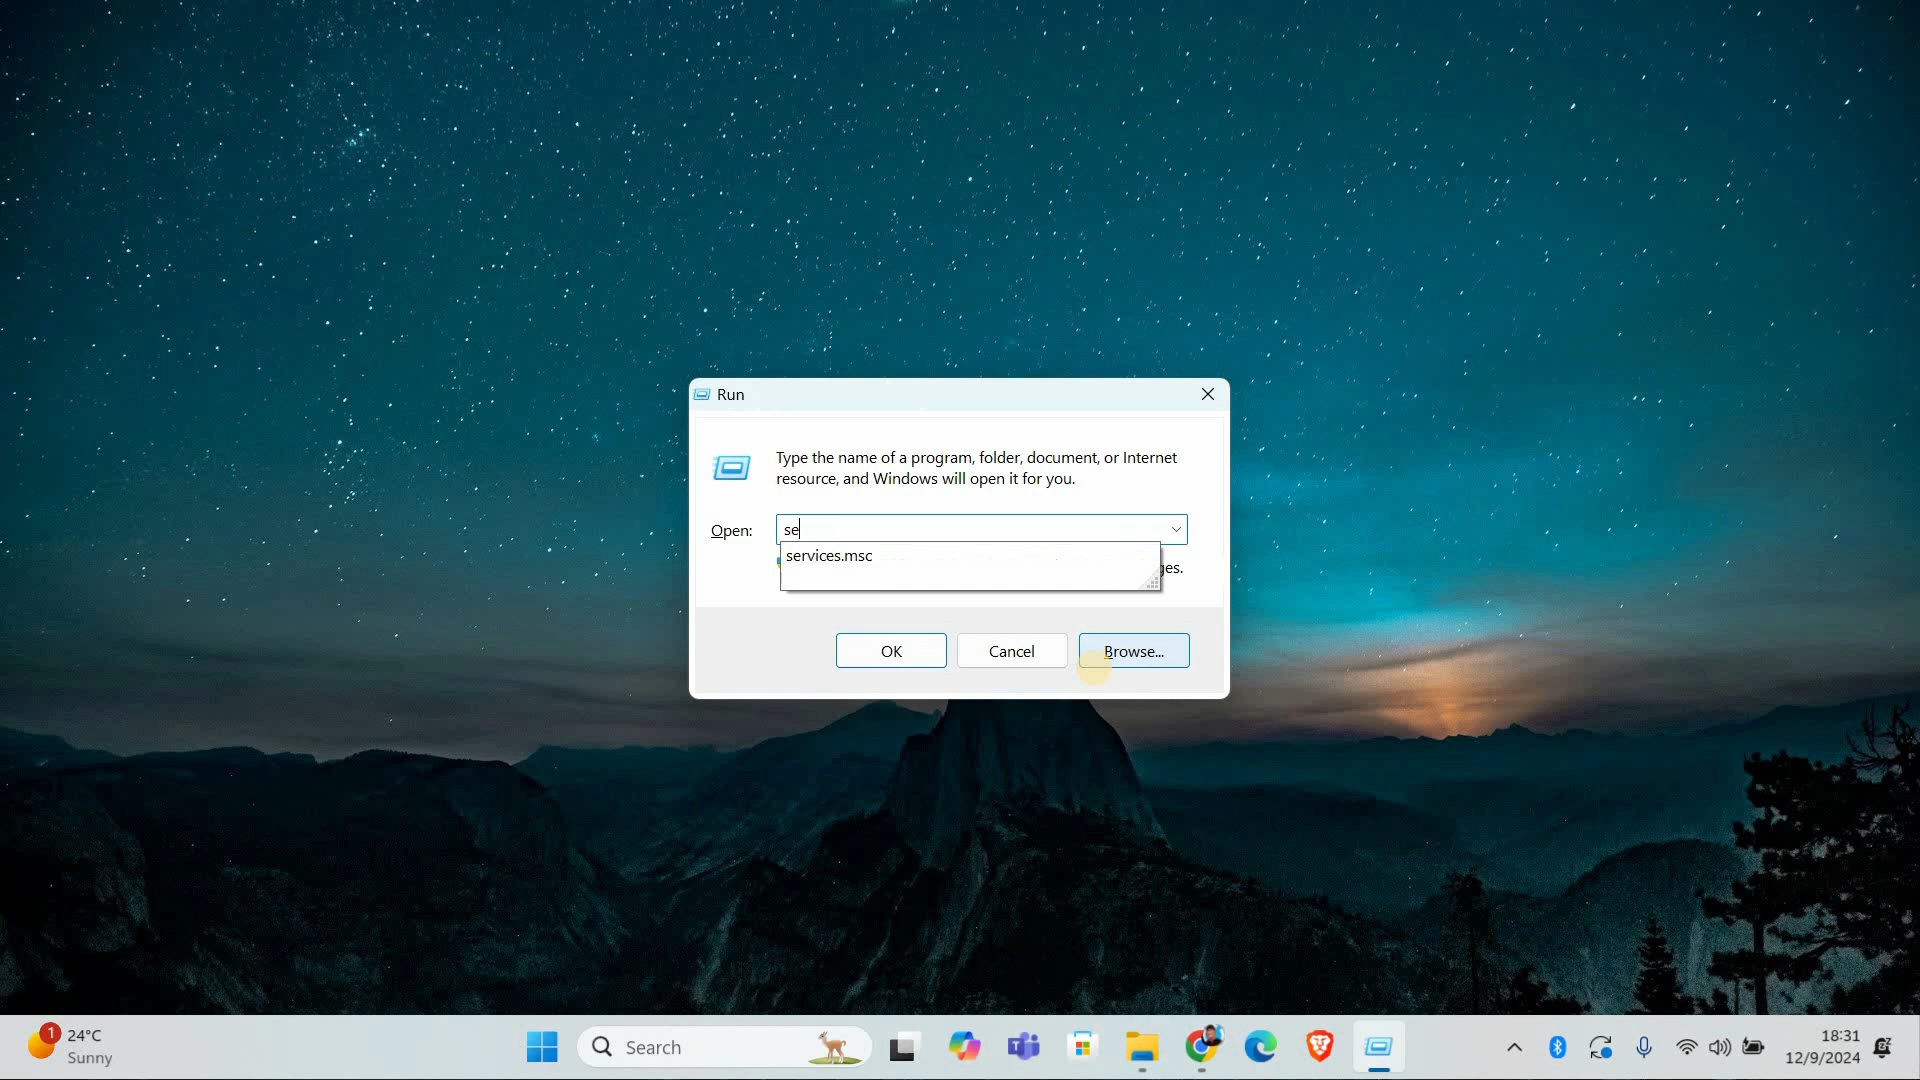 Run
Type the name of a program, folder, document, or Internet
resource, and Windows will open it for you.
Open: se
services.msc
OK Cancel Browse...
1
24°C
Sunny
Search
18:31
12/9/2024